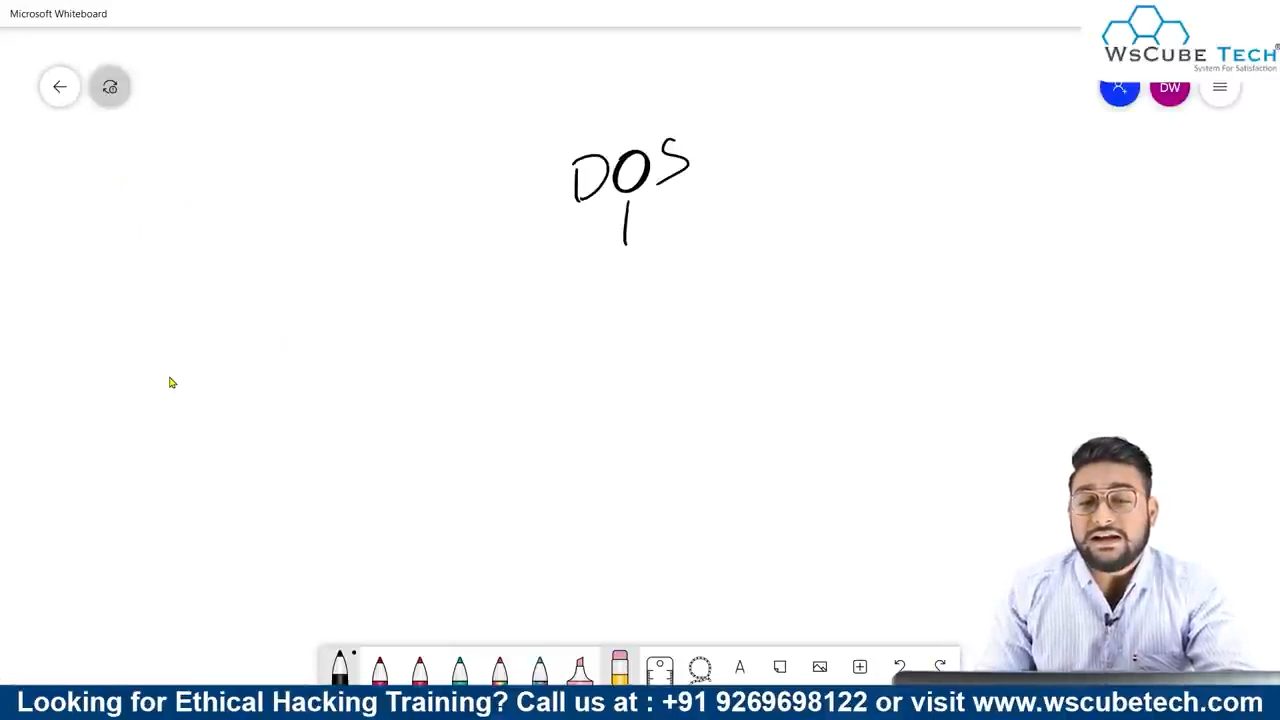 Microsoft Whiteboard
WsCube Tech®
System For Satisfaction
DW
DOS
A
Looking for Ethical Hacking Training? Call us at : +91 9269698122 or visit www.wscubetech.com